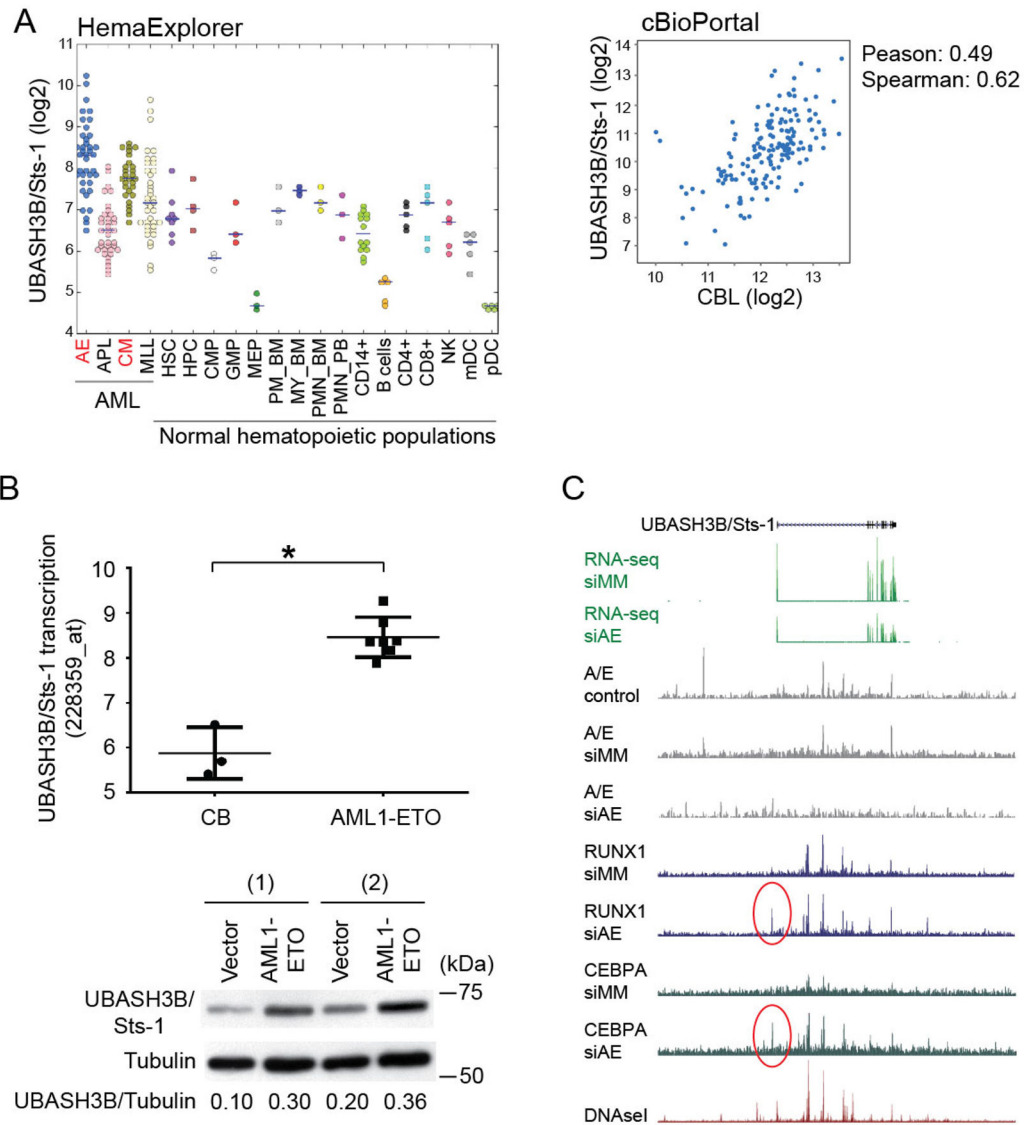 A
HemaExplorer
UBASH3B/Sts-1 (log2)
11
10
9
8
7
6
5
4
AE
APL
CM
MLL
HSC
HPC
CMP
GMP
MEP
PM_BM
MY_BM
PMN_BM
PMN_PB
CD14+
B cells
CD4+
CD8+
NK
mDC
pDC
AML
Normal hematopoietic populations
cBioPortal
Peason: 0.49
Spearman: 0.62
UBASH3B/Sts-1 (log2)
14
13
12
11
10
9
8
7
10 11 12 13
CBL (log2)
B
UBASH3B/Sts-1 transcription
(228359_at)
*
10
9
8
7
6
5
CB AML1-ETO
(1) (2)
Vector
AML1-
ETO
Vector
AML1-
ETO
(kDa)
UBASH3B/
Sts-1
75
Tubulin
50
UBASH3B/Tubulin 0.10 0.30 0.20 0.36
C
UBASH3B/Sts-1
RNA-seq
siMM
RNA-seq
siAE
A/E
control
A/E
siMM
A/E
siAE
RUNX1
siMM
RUNX1
siAE
CEBPA
siMM
CEBPA
siAE
DNAseI